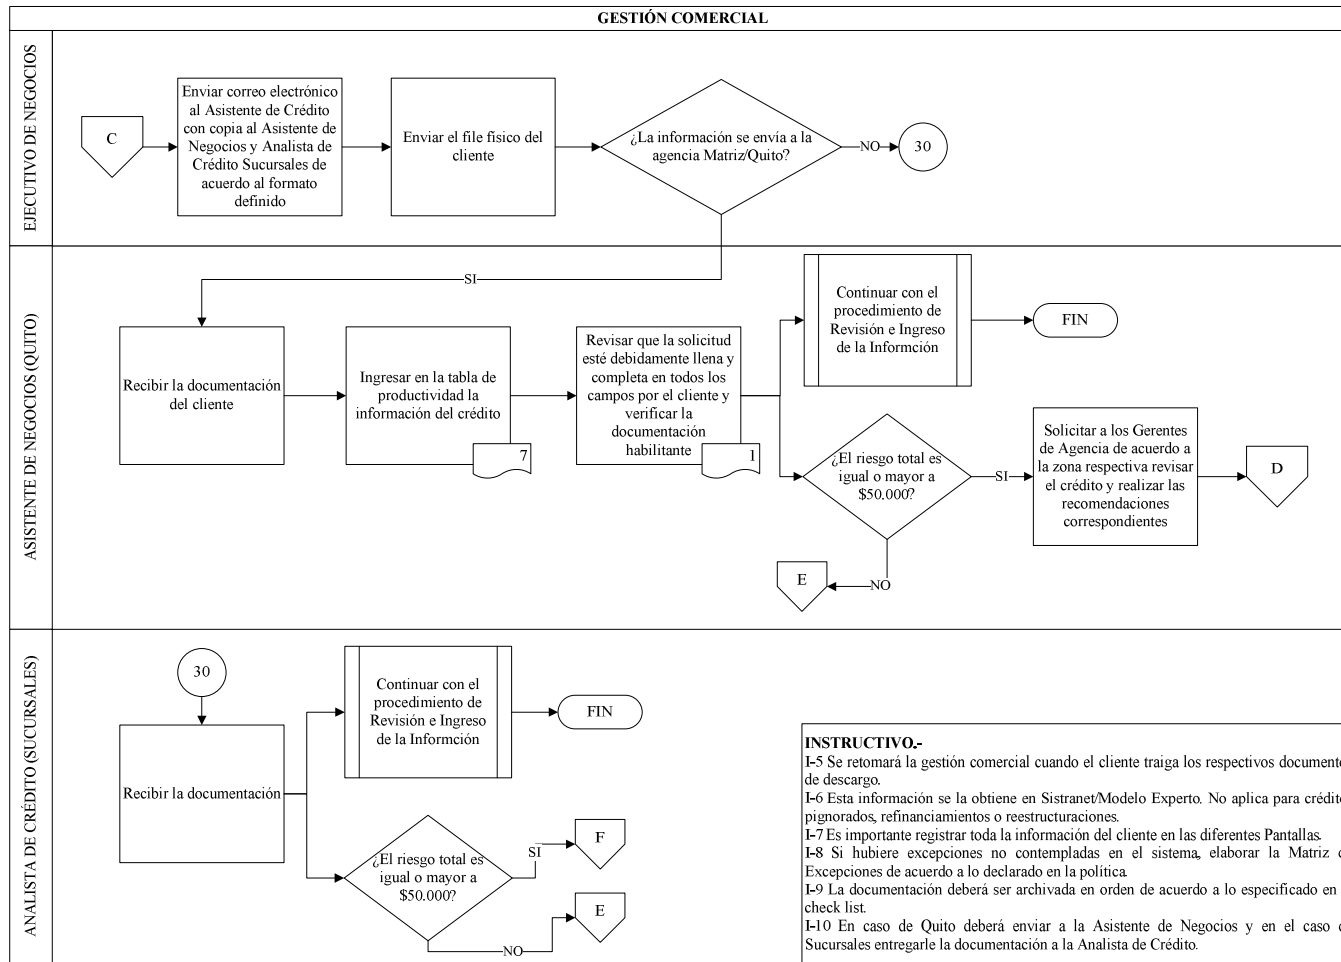 GESTIÓN COMERCIAL
EJECUTIVO DE NEGOCIOS
C
Enviar correo electrónico
al Asistente de Crédito
con copia al Asistente de
Negocios y Analista de
Crédito Sucursales de
acuerdo al formato
definido
Enviar el file físico del
cliente
¿La información se envía a la
agencia Matriz/Quito?
NO
30
SI
ASISTENTE DE NEGOCIOS (QUITO)
Recibir la documentación
del cliente
Ingresar en la tabla de
productividad la
información del crédito
7
Revisar que la solicitud
esté debidamente llena y
completa en todos los
campos por el cliente y
verificar la
documentación
habilitante
1
Continuar con el
procedimiento de
Revisión e Ingreso
de la Informción
FIN
¿El riesgo total es
igual o mayor a
$50.000?
SI
Solicitar a los Gerentes
de Agencia de acuerdo a
la zona respectiva revisar
el crédito y realizar las
recomendaciones
correspondientes
D
NO
E
ANALISTA DE CRÉDITO (SUCURSALES)
30
Recibir la documentación
Continuar con el
procedimiento de
Revisión e Ingreso
de la Informción
FIN
¿El riesgo total es
igual o mayor a
$50.000?
SI
F
NO
E
INSTRUCTIVO.-
I-5 Se retomará la gestión comercial cuando el cliente traiga los respectivos document
de descargo.
I-6 Esta información se la obtiene en Sistranet/Modelo Experto. No aplica para crédito
pignorados, refinanciamientos o reestructuraciones.
I-7 Es importante registrar toda la información del cliente en las diferentes Pantallas.
I-8 Si hubiere excepciones no contempladas en el sistema, elaborar la Matriz d
Excepciones de acuerdo a lo declarado en la política.
I-9 La documentación deberá ser archivada en orden de acuerdo a lo especificado en
check list.
I-10 En caso de Quito deberá enviar a la Asistente de Negocios y en el caso d
Sucursales entregarle la documentación a la Analista de Crédito.